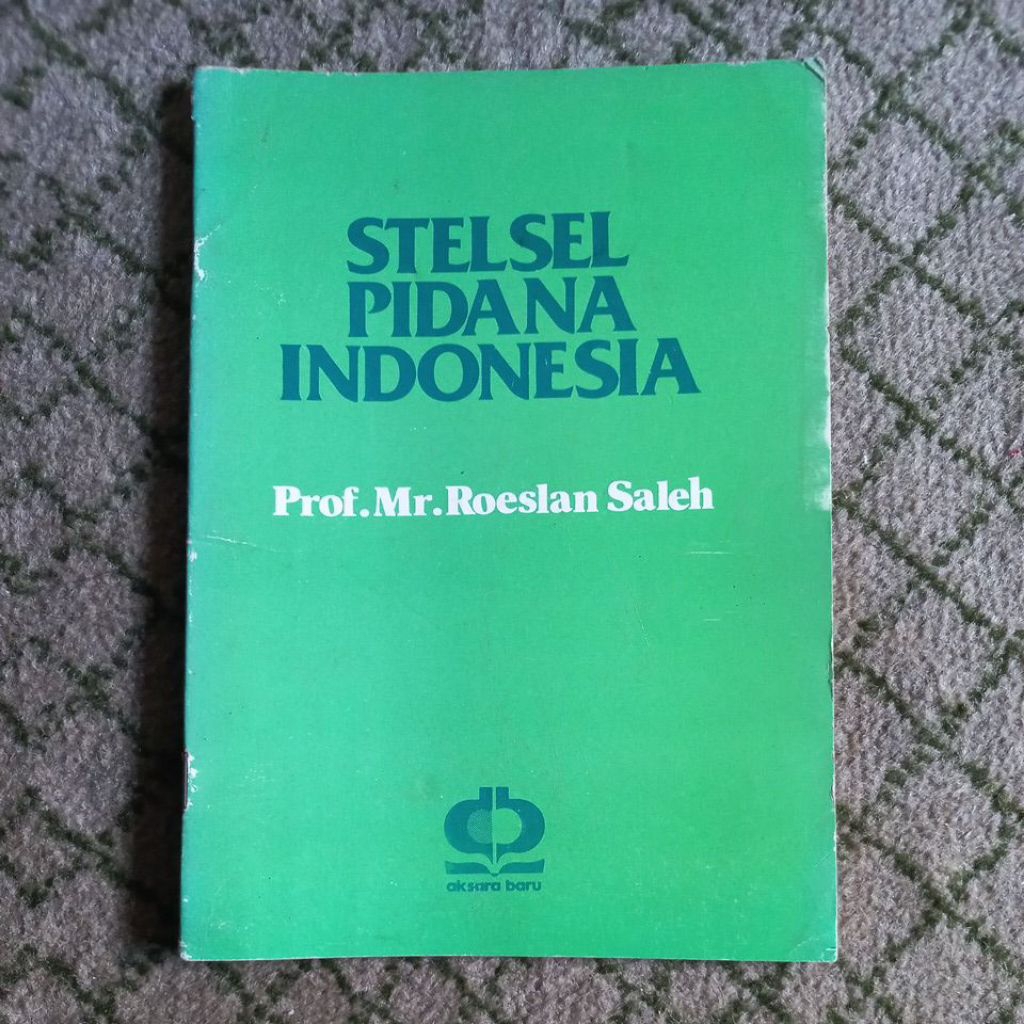 STELSEL
PIDANA
INDONESIA
Prof.Mr.Roeslan Saleh
aksara baru